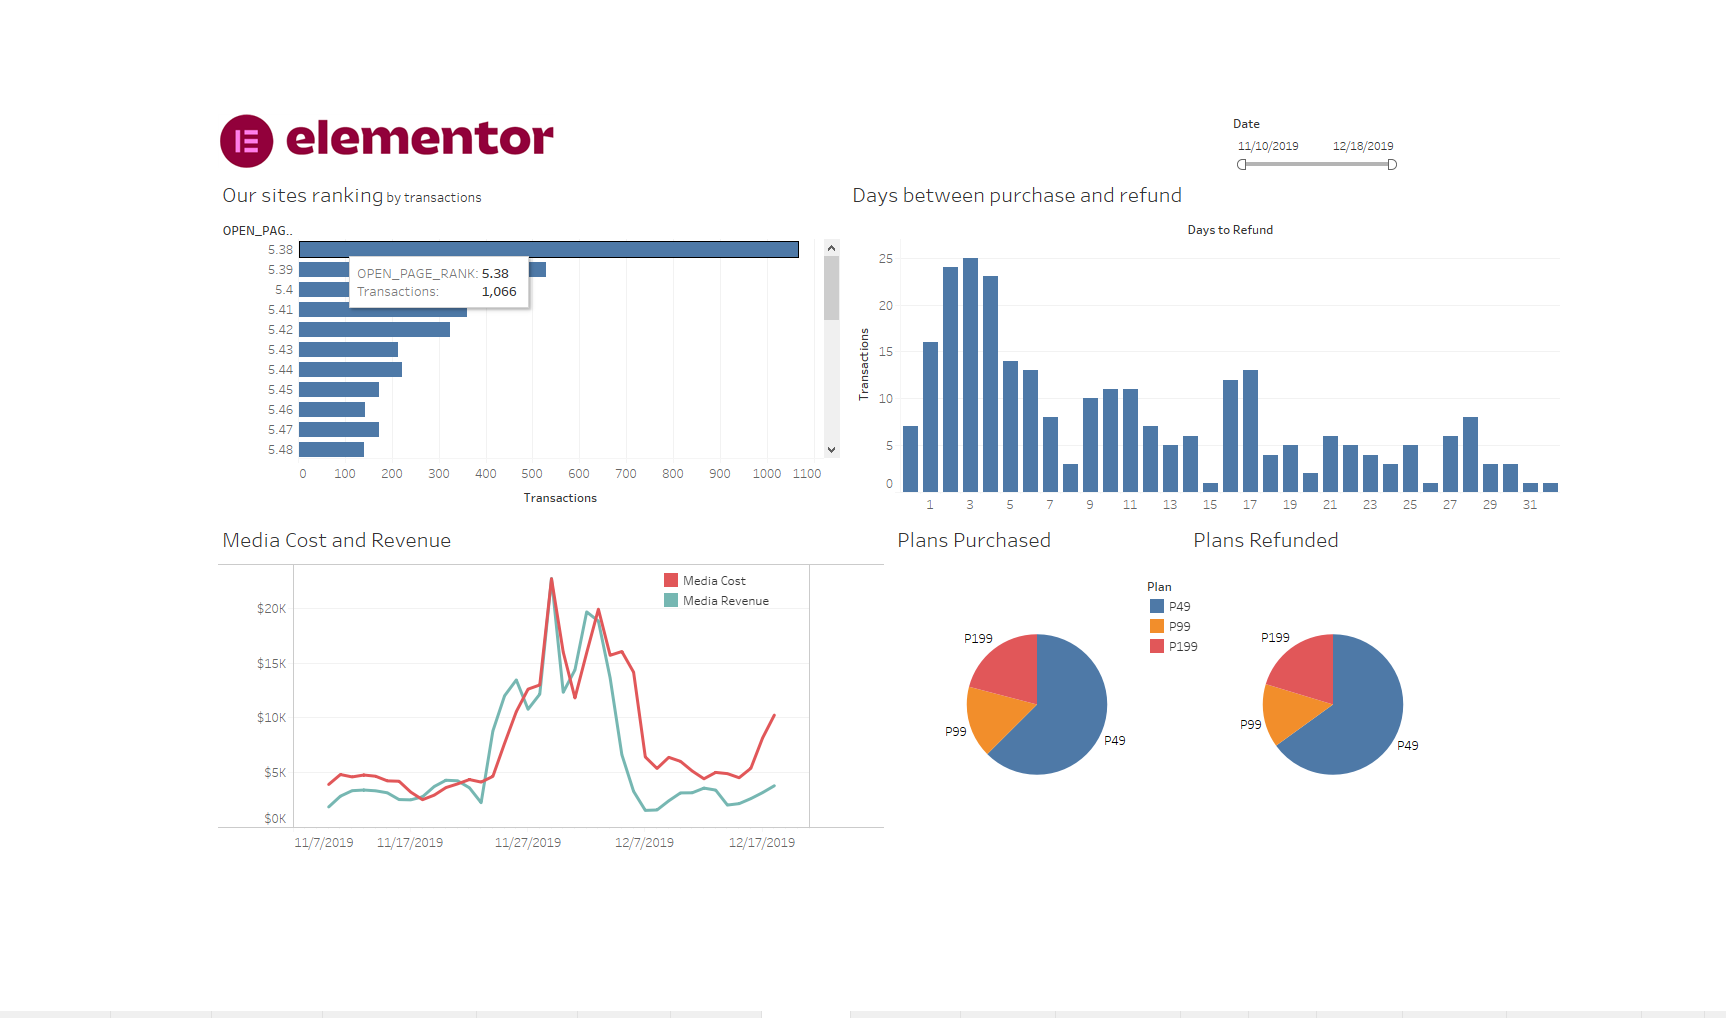 elementor
Date
11/10/2019 12/18/2019
Our sites ranking by transactions
OPEN_PAG..
5.38
5.39
5.4
5.41
5.42
5.43
5.44
5.45
5.46
5.47
5.48
OPEN_PAGE_RANK: 5.38
Transactions: 1,066
0 100 200 300 400 500 600 700 800 900 1000 1100
Transactions
Days between purchase and refund
Days to Refund
Transactions
25
20
15
10
5
0
1 3 5 7 9 11 13 15 17 19 21 23 25 27 29 31
Media Cost and Revenue
Media Cost
Media Revenue
$20K
$15K
$10K
$5K
$0K
11/7/2019 11/17/2019 11/27/2019 12/7/2019 12/17/2019
Plans Purchased
P199
P99
P49
Plan
P49
P99
P199
Plans Refunded
P199
P99
P49